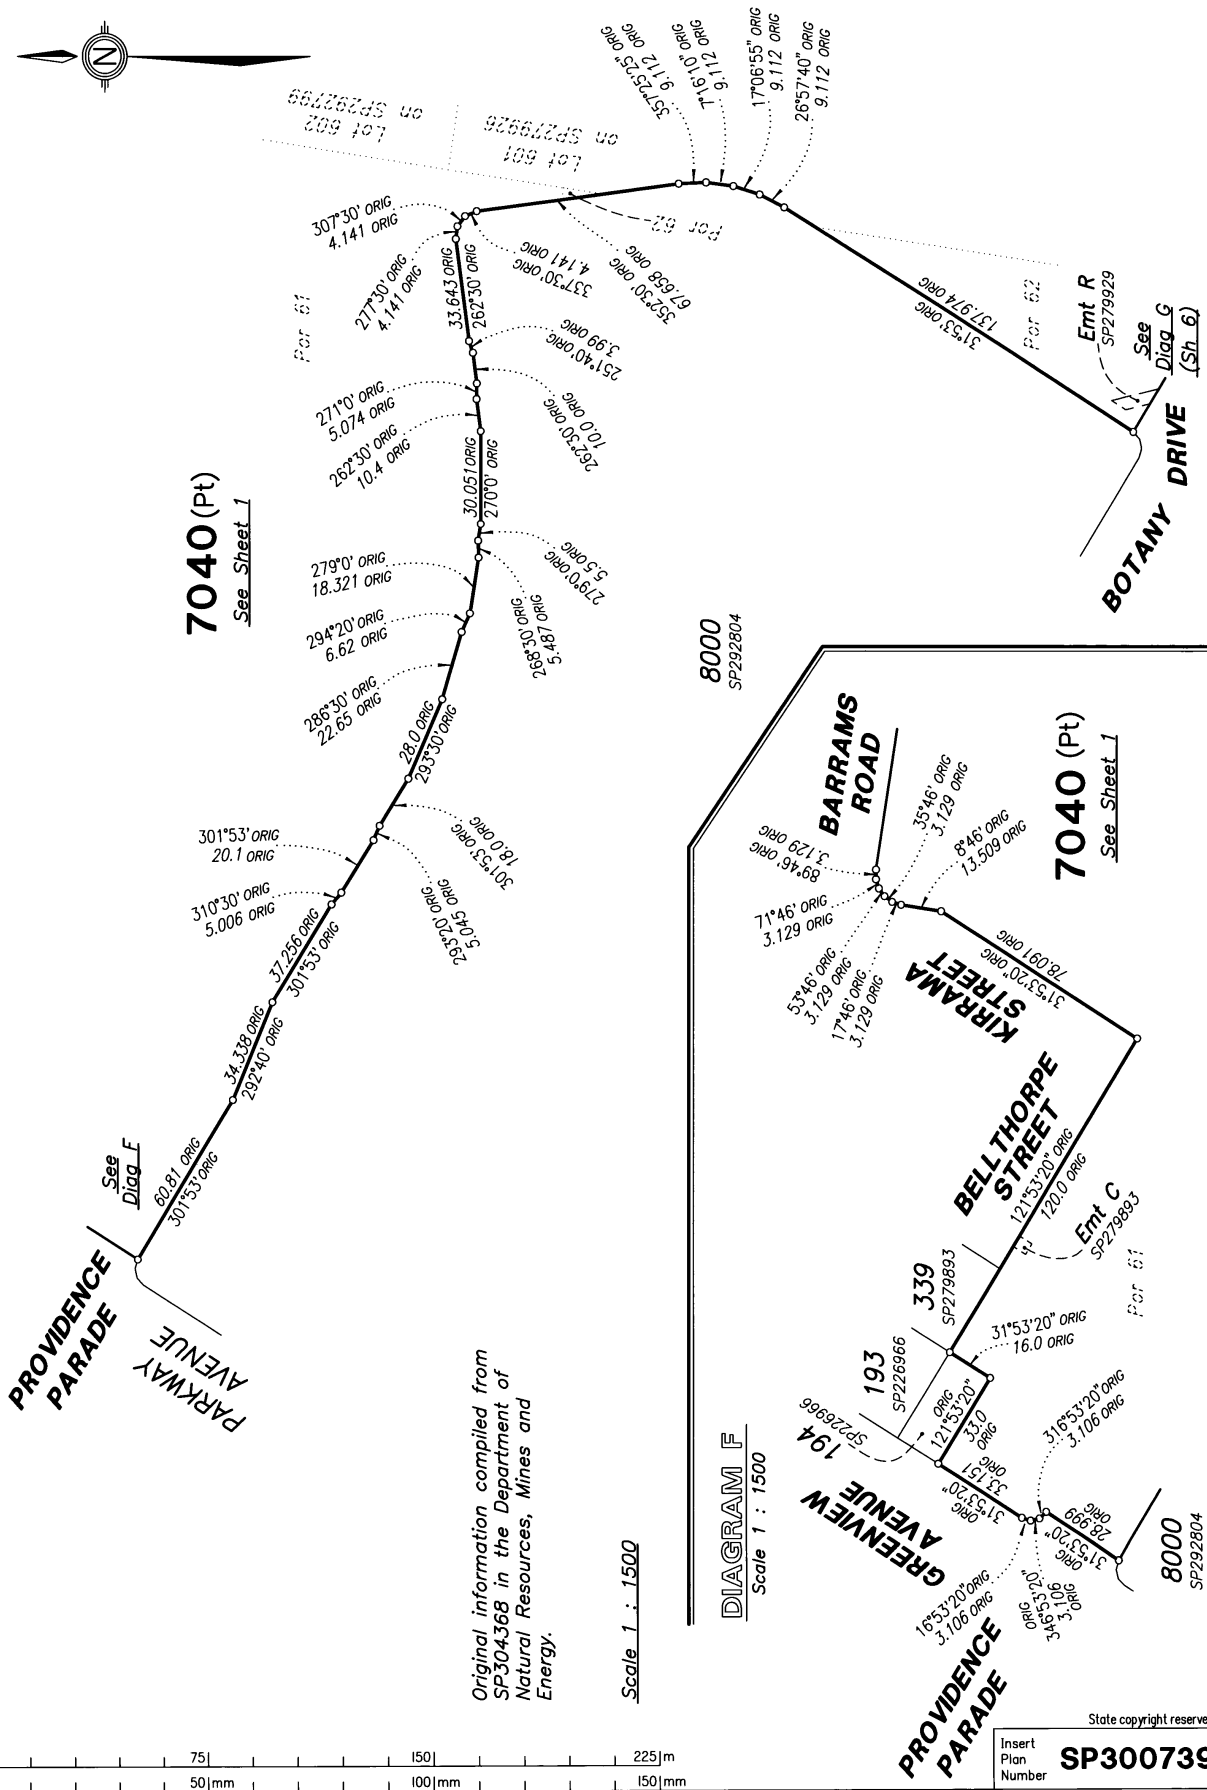 N
Lot 602
on SP292799
Lot 601
on SP279926
357°25'25" ORIG
9.112 ORIG
7°16'10" ORIG
9.112 ORIG
17°06'55" ORIG
9.112 ORIG
26°57'40" ORIG
9.112 ORIG
307°30' ORIG
4.141 ORIG
277°30' ORIG
4.141 ORIG
33.643 ORIG
262°30' ORIG
337°30' ORIG
4.141 ORIG
352°30' ORIG
67.658 ORIG
Por 62
Por 61
251°40' ORIG
3.99 ORIG
271°0' ORIG
5.074 ORIG
262°30' ORIG
10.4 ORIG
262°30' ORIG
10.0 ORIG
137.974 ORIG
31°53' ORIG
Por 62
Emt R
SP279929
See
Diag G
(Sh 6)
BOTANY DRIVE
30.051 ORIG
270°0' ORIG
7040 (Pt)
See Sheet 1
279°0' ORIG
5.5 ORIG
268°30' ORIG
5.487 ORIG
279°0' ORIG
18.321 ORIG
294°20' ORIG
6.62 ORIG
286°30' ORIG
22.65 ORIG
28.0 ORIG
293°30' ORIG
8000
SP292804
301°53' ORIG
18.0 ORIG
293°20' ORIG
5.045 ORIG
301°53' ORIG
20.1 ORIG
310°30' ORIG
5.006 ORIG
37.256 ORIG
301°53' ORIG
34.338 ORIG
292°40' ORIG
60.81 ORIG
301°53' ORIG
See
Diag F
PROVIDENCE
PARADE
PARKWAY
AVENUE
Original information compiled from
SP304368 in the Department of
Natural Resources, Mines and
Energy.
Scale 1 : 1500
DIAGRAM F
Scale 1 : 1500
BARRAMS
ROAD
89°46' ORIG
3.129 ORIG
71°46' ORIG
3.129 ORIG
53°46' ORIG
3.129 ORIG
35°46' ORIG
3.129 ORIG
17°46' ORIG
3.129 ORIG
8°46' ORIG
13.509 ORIG
7040 (Pt)
See Sheet 1
KIRRAMA
STREET
78.091 ORIG
31°53'20" ORIG
BELLTHORPE
STREET
121°53'20" ORIG
120.0 ORIG
Emt C
SP279893
Por 61
339
SP279893
193
SP226966
194
SP226966
31°53'20" ORIG
16.0 ORIG
ORIG
121°53'20"
33.0
ORIG
GREENVIEW
AVENUE
33.151
ORIG
31°53'20"
ORIG
316°53'20" ORIG
3.106 ORIG
16°53'20" ORIG
3.106 ORIG
ORIG
346°53'20"
3.106
ORIG
28.999
ORIG
31°53'20"
ORIG
8000
SP292804
PROVIDENCE
PARADE
75
150
225 m
50 mm
100 mm
150 mm
State copyright reserve
Insert
Plan
Number
SP300739